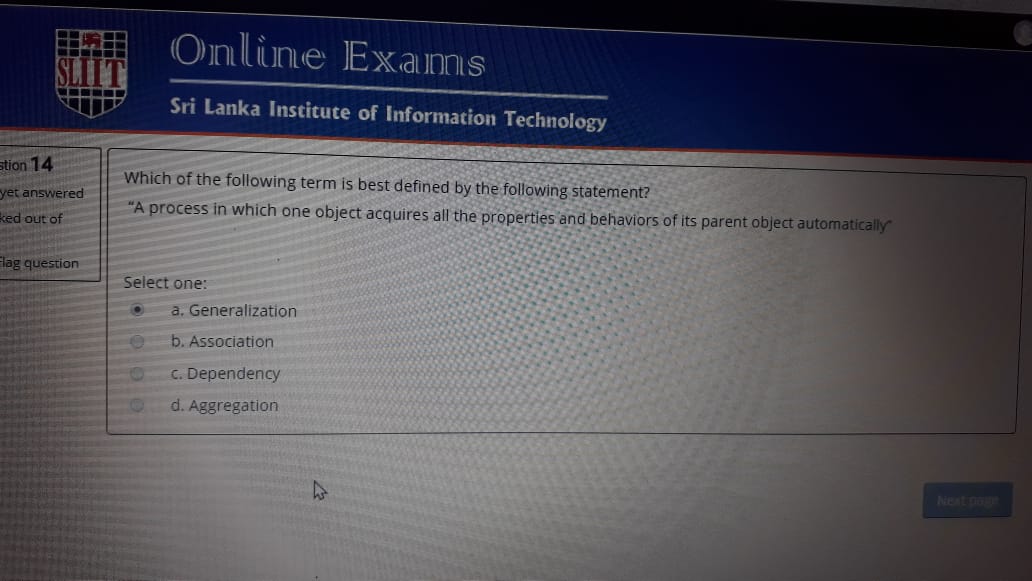 SLIIT
Online Exams
Sri Lanka Institute of Information Technology
stion 14
yet answered
ked out of
Flag question
Which of the following term is best defined by the following statement?
"A process in which one object acquires all the properties and behaviors of its parent object automatically"
Select one:
a. Generalization
b. Association
c. Dependency
d. Aggregation
Next page